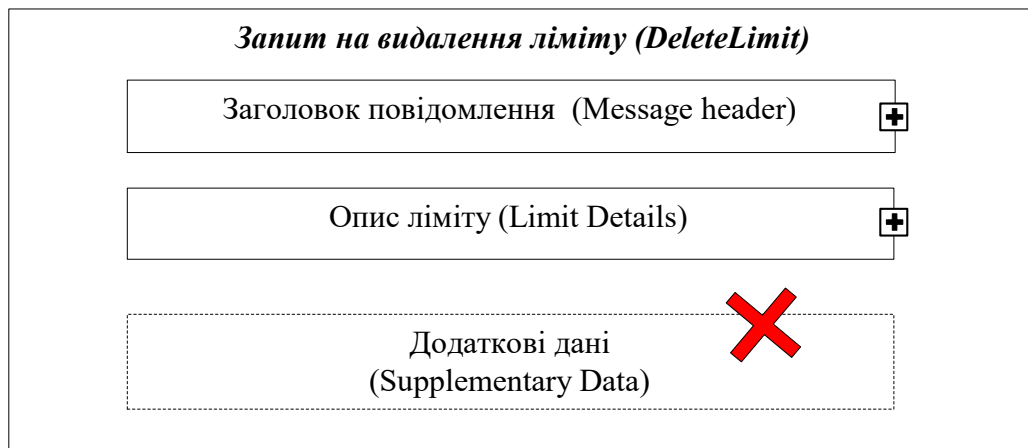 Запит на видалення ліміту (DeleteLimit)
Заголовок повідомлення (Message header)
Опис ліміту (Limit Details)
Додаткові дані
(Supplementary Data)